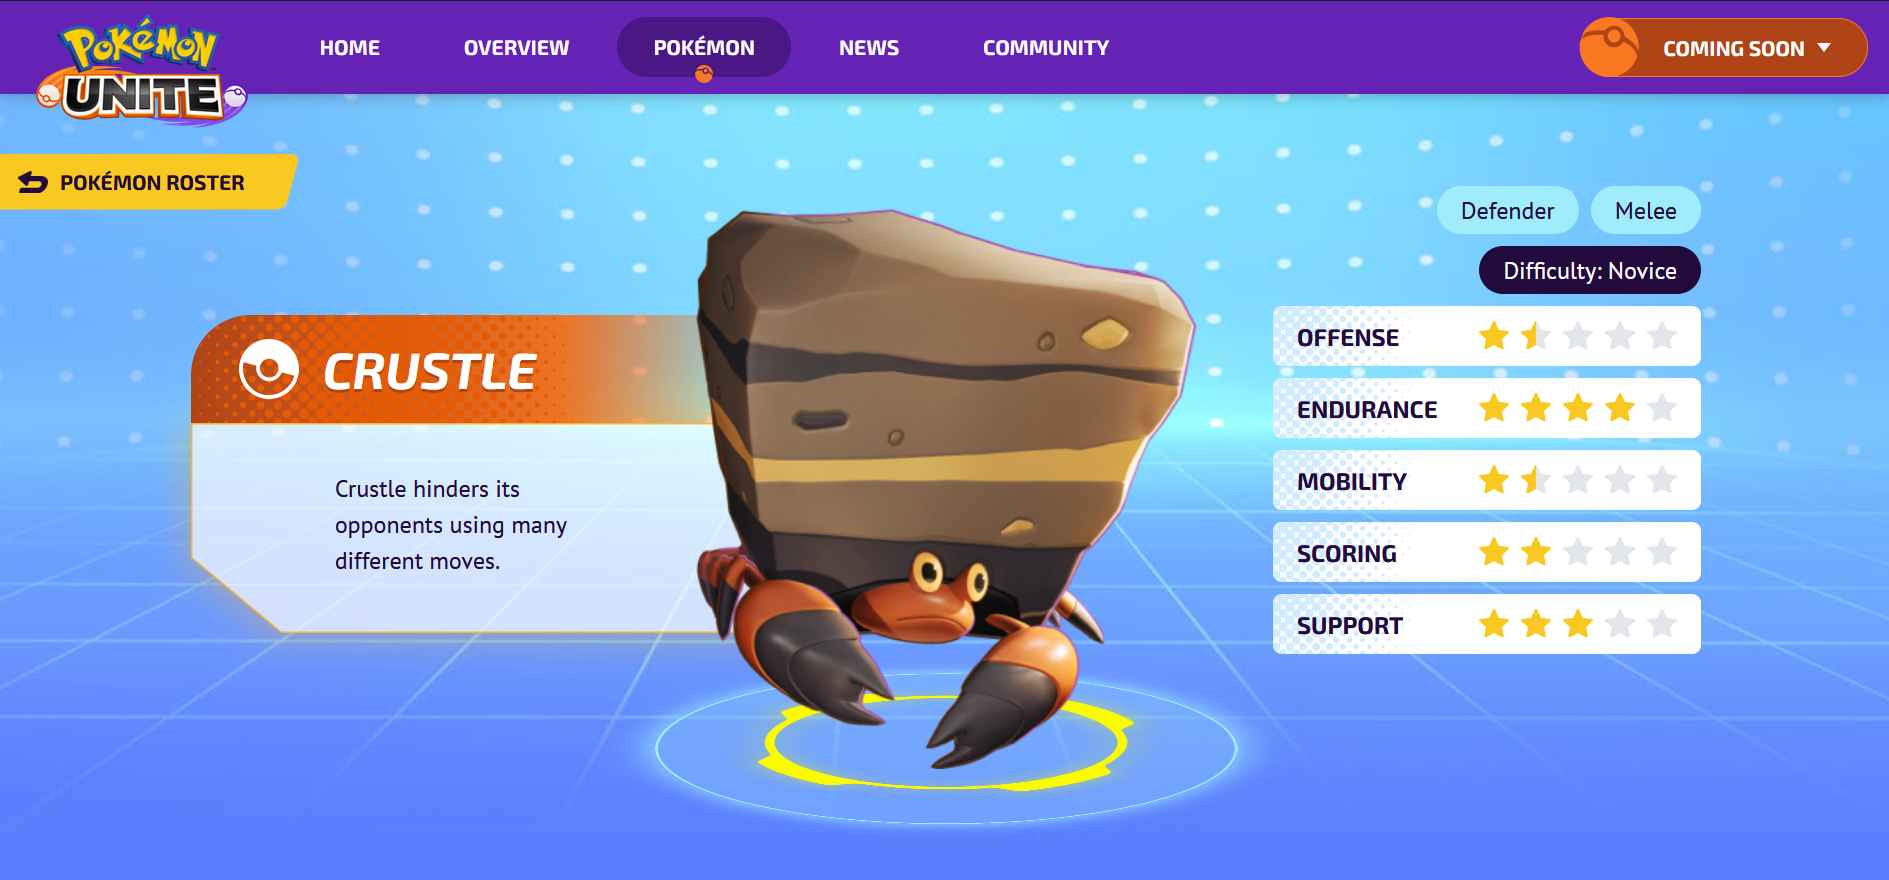 POKÉMON
UNITE
HOME
OVERVIEW
POKÉMON
NEWS
COMMUNITY
COMING SOON
POKÉMON ROSTER
CRUSTLE
Crustle hinders its
opponents using many
different moves.
Defender
Melee
Difficulty: Novice
OFFENSE
ENDURANCE
MOBILITY
SCORING
SUPPORT